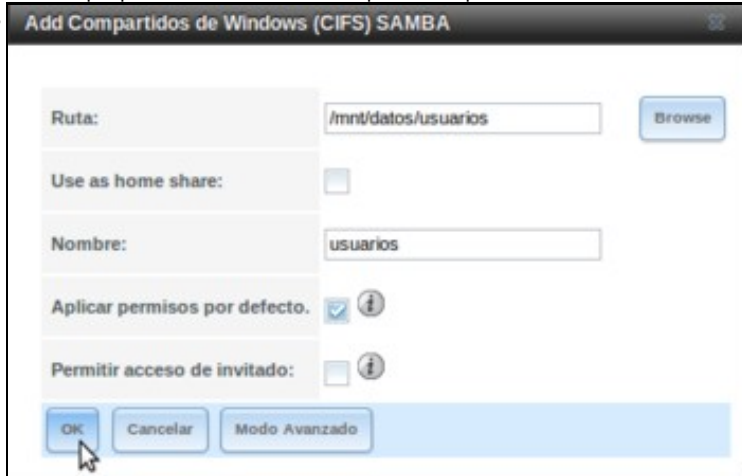 Add Compartidos de Windows (CIFS) SAMBA
Ruta: /mnt/datos/usuarios Browse
Use as home share:
Nombre: usuarios
Aplicar permisos por defecto.
Permitir acceso de invitado:
OK Cancelar Modo Avanzado